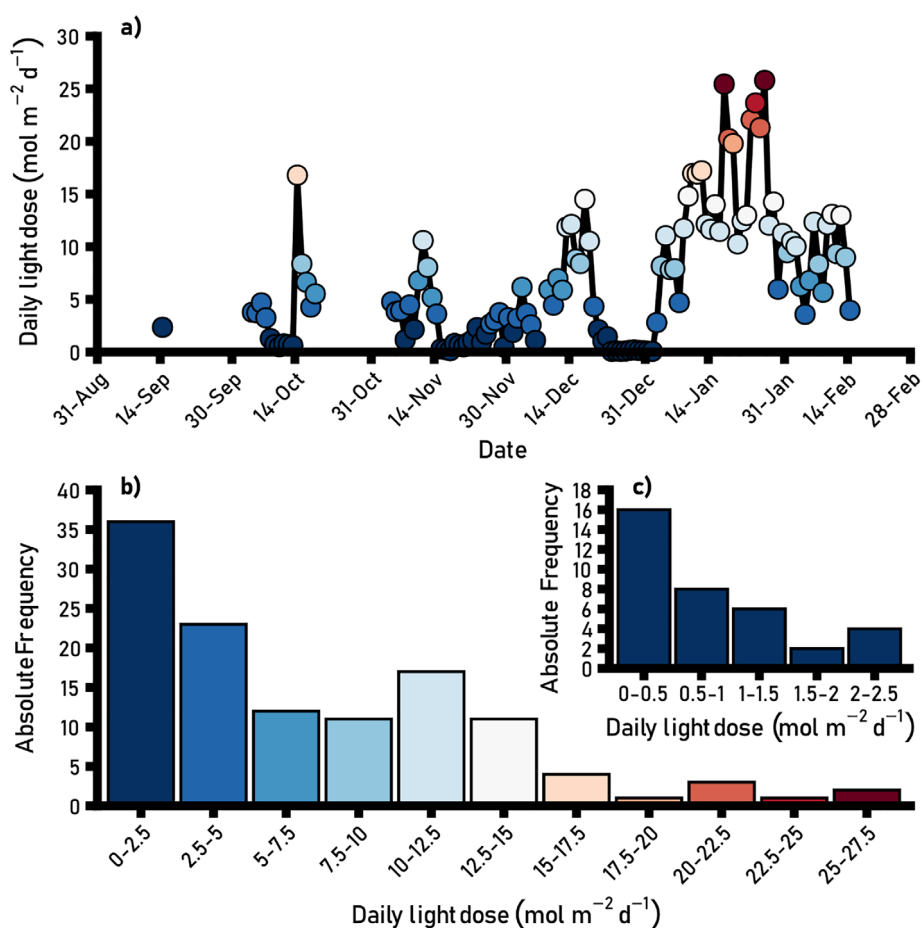 a)
Daily light dose (mol m⁻² d⁻¹)
30
25
20
15
10
5
0
31-Aug
14-Sep
30-Sep
14-Oct
31-Oct
14-Nov
30-Nov
14-Dec
31-Dec
14-Jan
31-Jan
14-Feb
28-Feb
Date
b)
Absolute Frequency
40
35
30
25
20
15
10
5
0
0-2.5
2.5-5
5-7.5
7.5-10
10-12.5
12.5-15
15-17.5
17.5-20
20-22.5
22.5-25
25-27.5
Daily light dose (mol m⁻² d⁻¹)
c)
Absolute Frequency
18
16
14
12
10
8
6
4
2
0
0-0.5
0.5-1
1-1.5
1.5-2
2-2.5
Daily light dose (mol m⁻² d⁻¹)